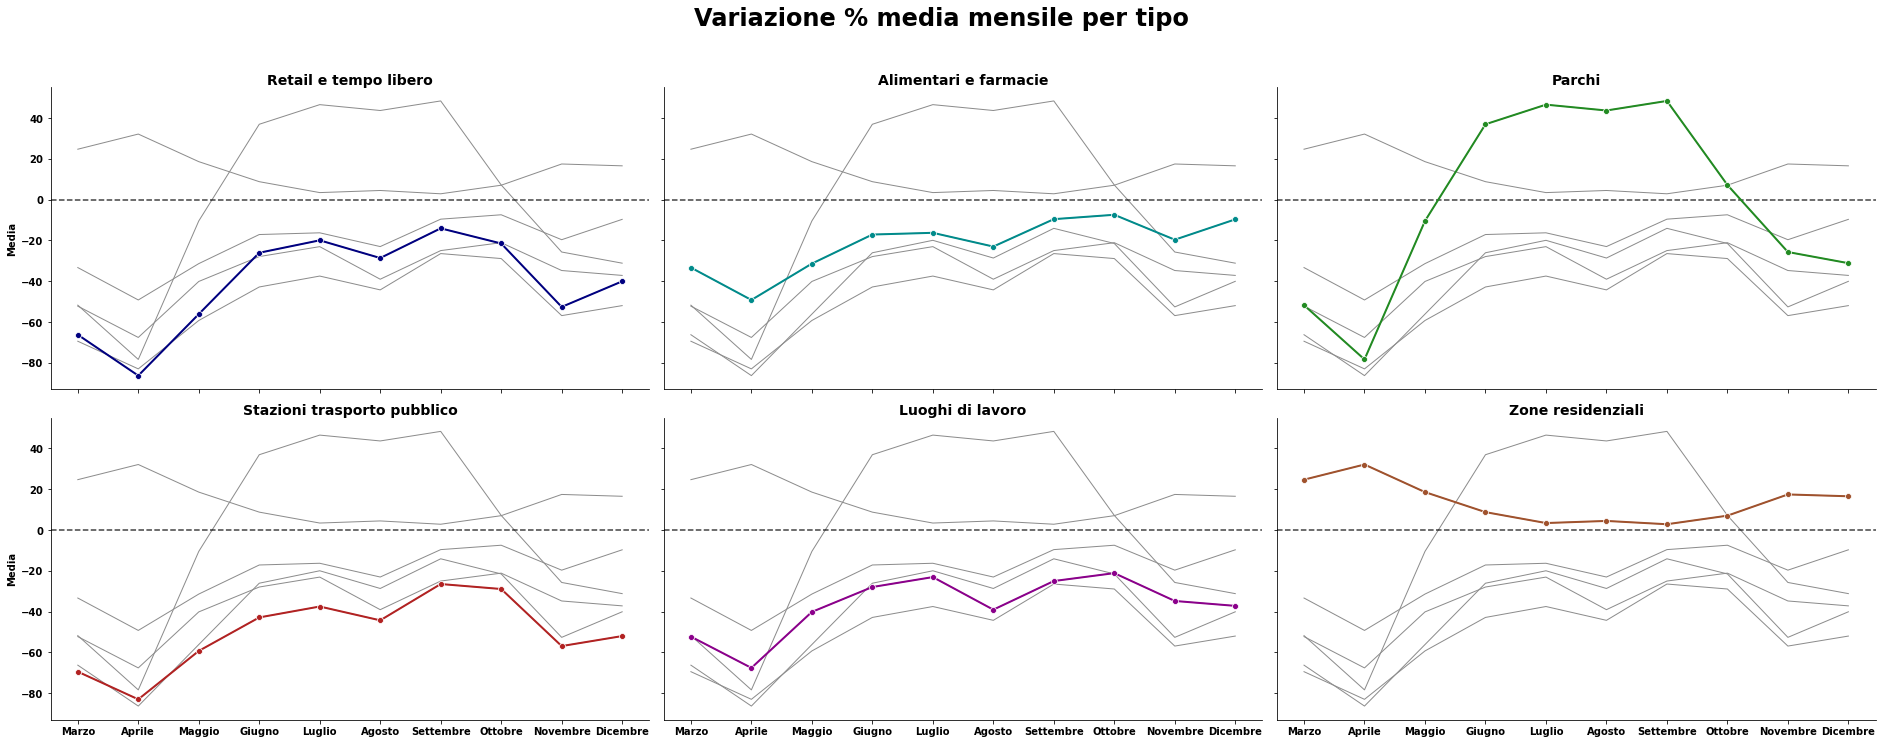 Variazione % media mensile per tipo
Retail e tempo libero
Alimentari e farmacie
Parchi
Media
40
20
0
−20
−40
−60
−80
Stazioni trasporto pubblico
Luoghi di lavoro
Zone residenziali
Media
40
20
0
−20
−40
−60
−80
Marzo Aprile Maggio Giugno Luglio Agosto Settembre Ottobre Novembre Dicembre
Marzo Aprile Maggio Giugno Luglio Agosto Settembre Ottobre Novembre Dicembre
Marzo Aprile Maggio Giugno Luglio Agosto Settembre Ottobre Novembre Dicembre